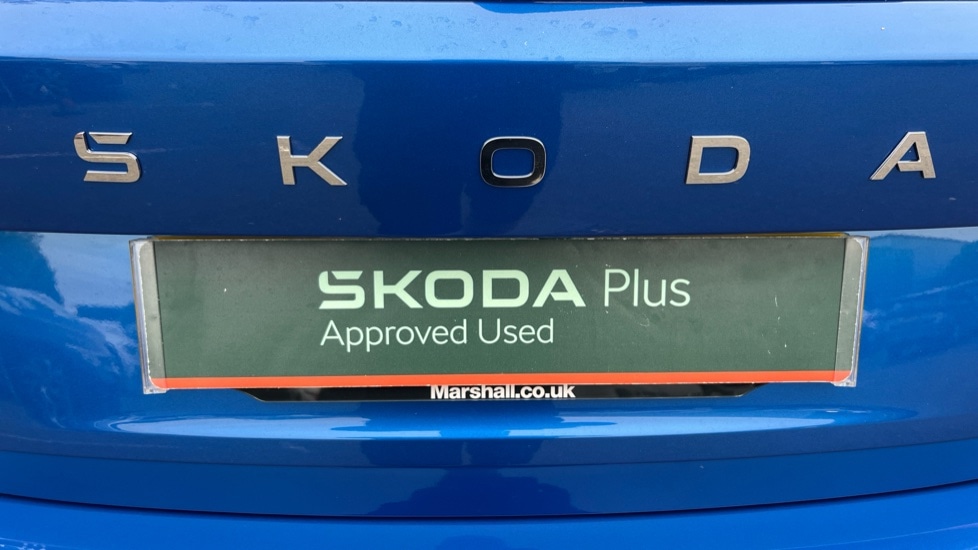 SKODA
SKODA Plus
Approved Used
Marshall.co.uk